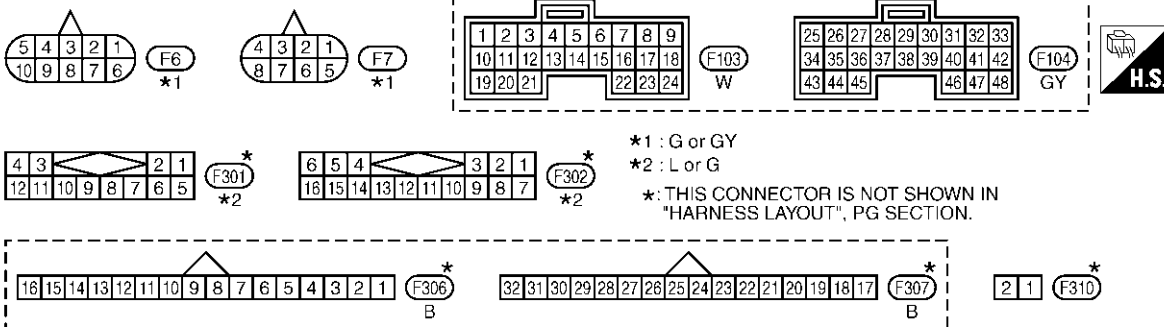 5 4 3 2 1
10 9 8 7 6
F6
★1
4 3 2 1
8 7 6 5
F7
★1
1 2 3 4 5 6 7 8 9
10 11 12 13 14 15 16 17 18
19 20 21 22 23 24
F103
W
25 26 27 28 29 30 31 32 33
34 35 36 37 38 39 40 41 42
43 44 45 46 47 48
F104
GY
H.S.
4 3 2 1
12 11 10 9 8 7 6 5
F301
★
★2
6 5 4 3 2 1
16 15 14 13 12 11 10 9 8 7
F302
★
★2
★1 : G or GY
★2 : L or G
★: THIS CONNECTOR IS NOT SHOWN IN
"HARNESS LAYOUT", PG SECTION.
16 15 14 13 12 11 10 9 8 7 6 5 4 3 2 1
F306
★
B
32 31 30 29 28 27 26 25 24 23 22 21 20 19 18 17
F307
★
B
2 1
F310
★